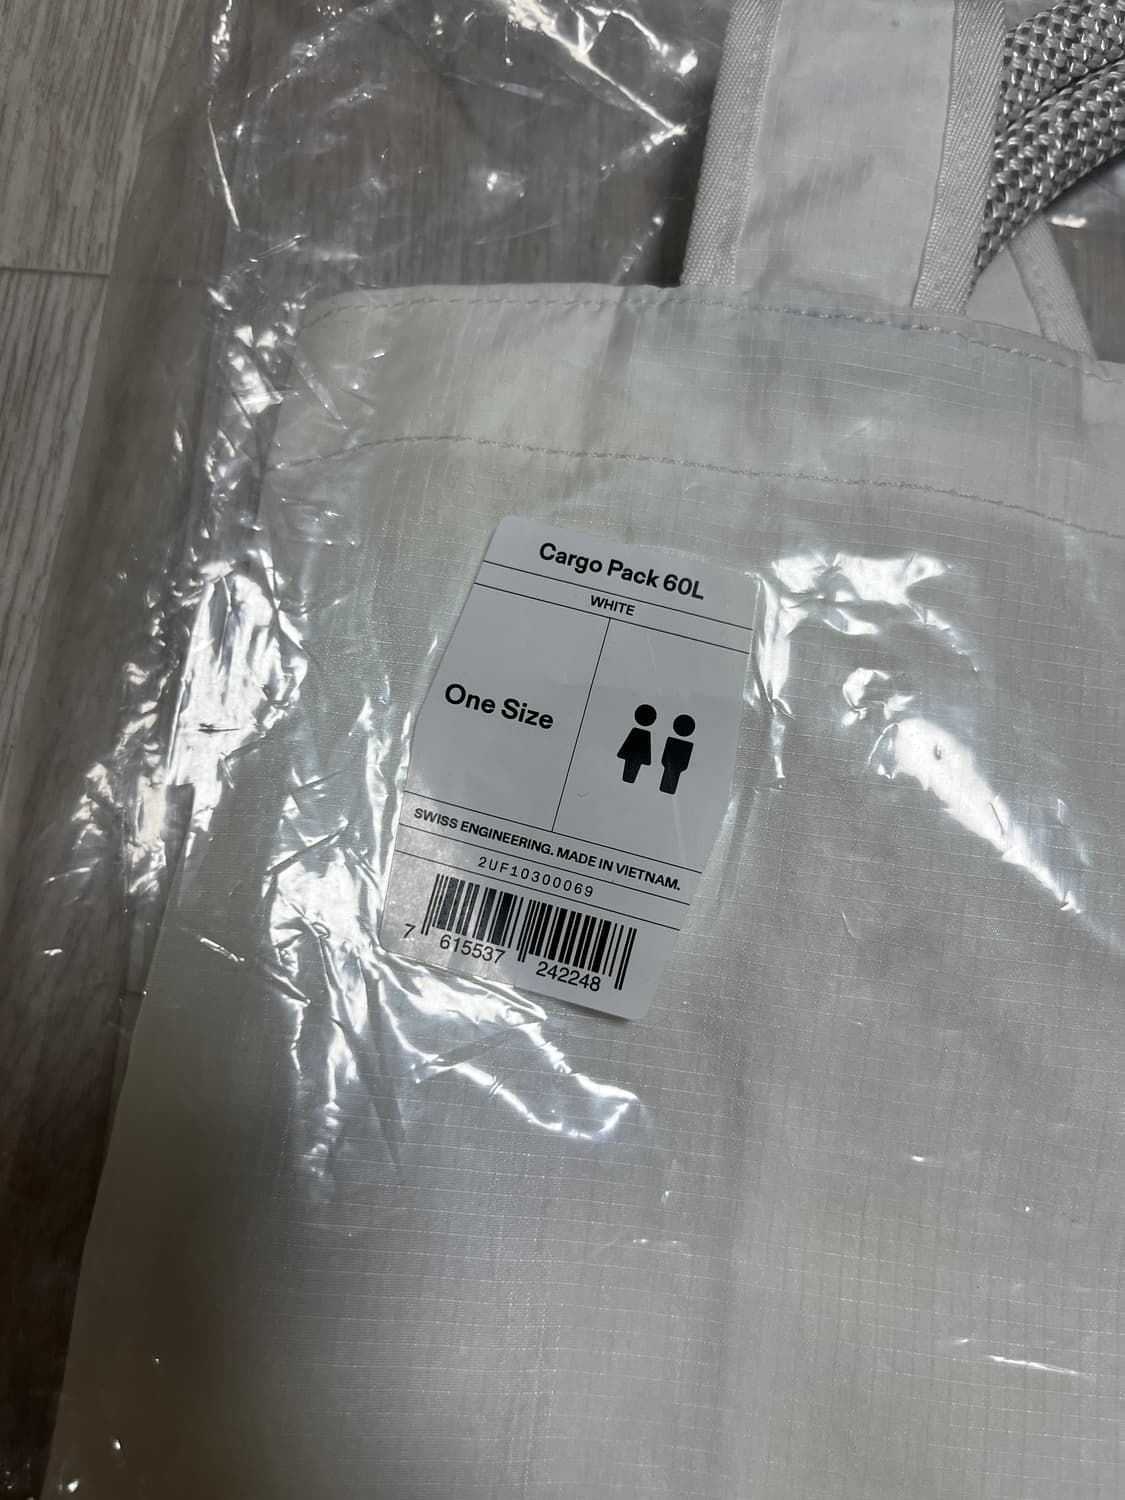 Cargo Pack 60L
WHITE
One Size
SWISS ENGINEERING. MADE IN VIETNAM.
2UF10300069
7 615537 242248